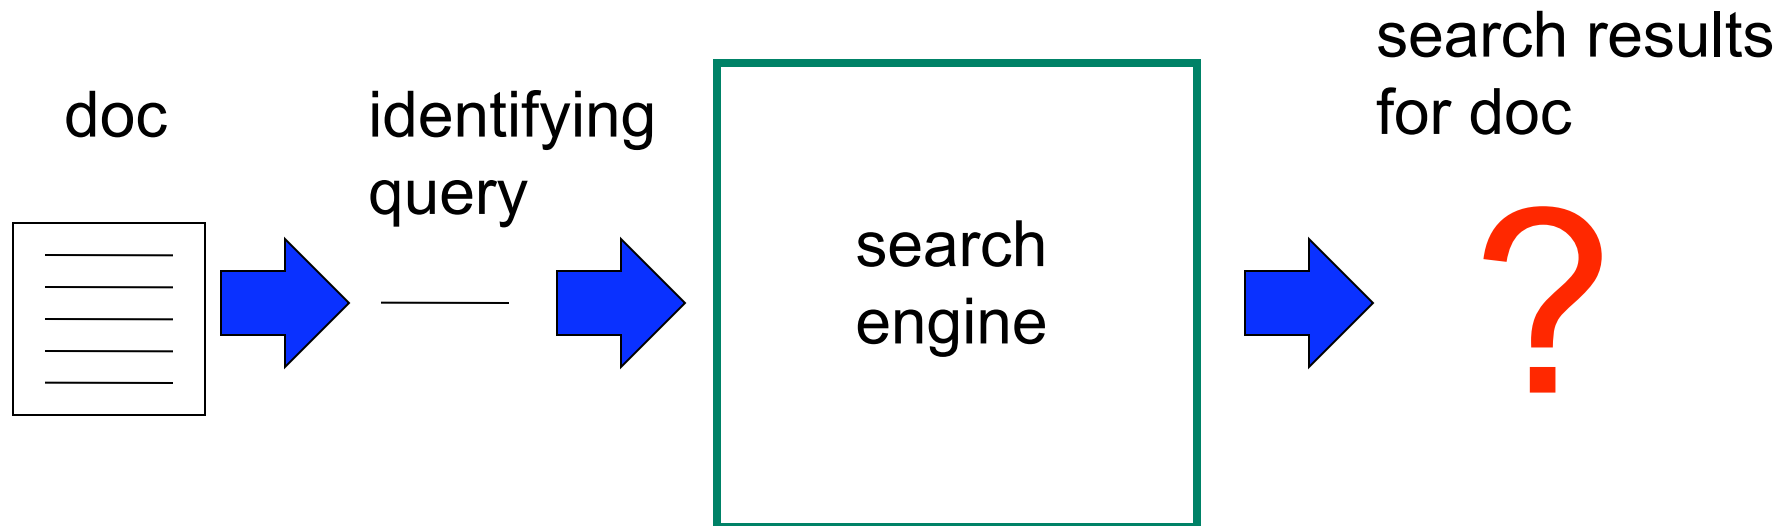 doc
identifying
query
search
engine
search results
for doc
?